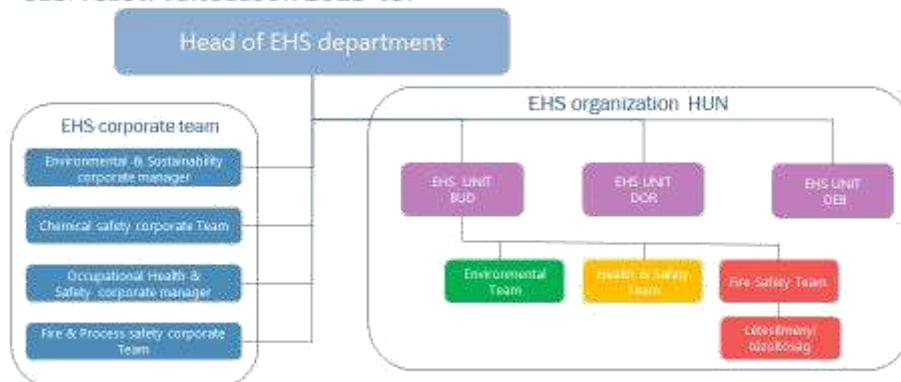 Head of EHS department
EHS organization HUN
EHS corporate team
Environmental & Sustainability
corporate manager
Chemical safety corporate Team
Occupational Health &
Safety corporate manager
Fire & Process safety corporate
Team
EHS UNIT
BUD
EHS UNIT
DOR
EHS UNIT
DEB
Environmental
Team
Health & Safety
Team
Fire Safety Team
Létesítményi
tűzoltóság